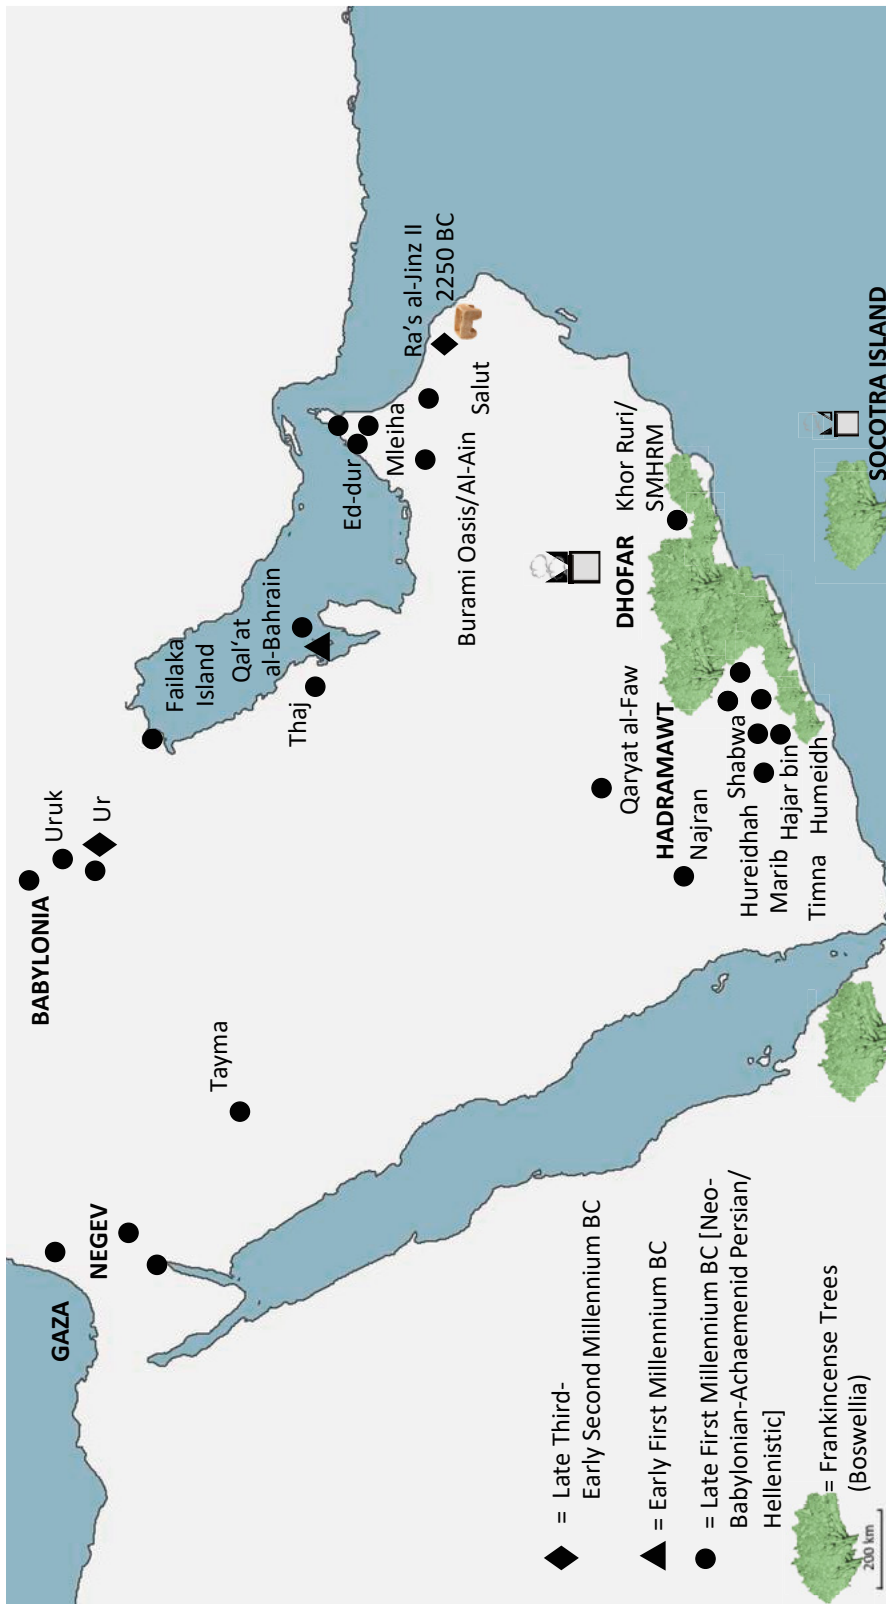 GAZA
NEGEV
Tayma
BABYLONIA
Uruk
Ur
Failaka
Island
Qal‘at
al-Bahrain
Thaj
Ed-dur
Mleiha
Ra’s al-Jinz II
2250 BC
Salut
Burami Oasis/Al-Ain
Khor Ruri/
SMHRM
DHOFAR
Qaryat al-Faw
HADRAMAWT
Najran
Shabwa
Hureidhah
Marib
Hajar bin
Humeidh
Timna
SOCOTRA ISLAND
= Late Third-
Early Second Millennium BC
= Early First Millennium BC
= Late First Millennium BC [Neo-
Babylonian-Achaemenid Persian/
Hellenistic]
= Frankincense Trees
(Boswellia)
200 km